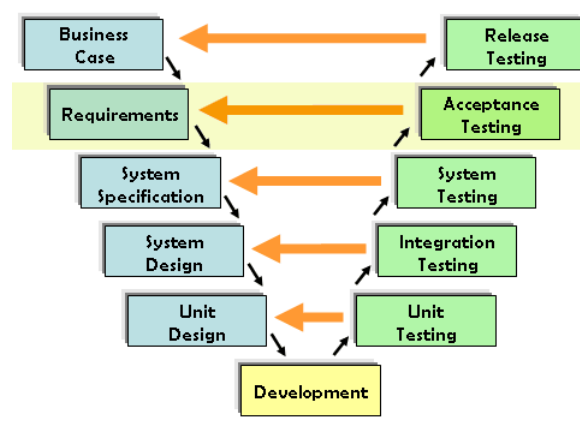 Business
Case
Release
Testing
Requirements
Acceptance
Testing
System
Specification
System
Testing
System
Design
Integration
Testing
Unit
Design
Unit
Testing
Development